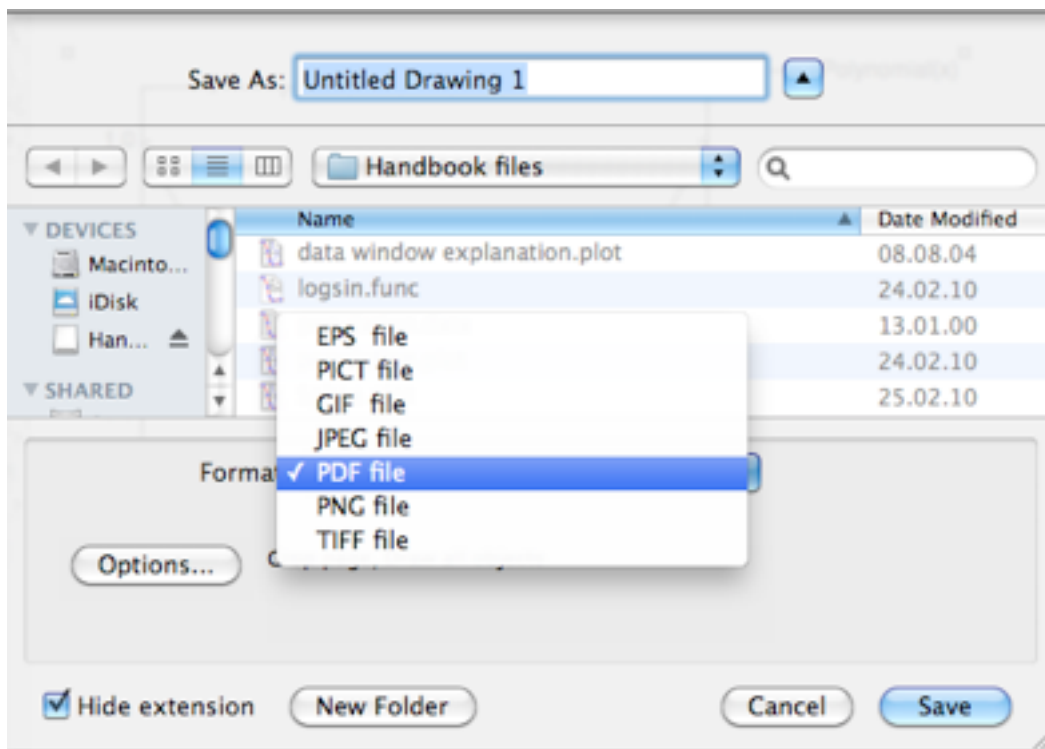 Polynomial(x)
Save As: Untitled Drawing 1
Handbook files
DEVICES
Macinto...
iDisk
Han...
SHARED
Name Date Modified
data window explanation.plot 08.08.04
logsin.func 24.02.10
13.01.00
24.02.10
25.02.10
Format
EPS file
PICT file
GIF file
JPEG file
✓ PDF file
PNG file
TIFF file
Options...
Hide extension New Folder Cancel Save